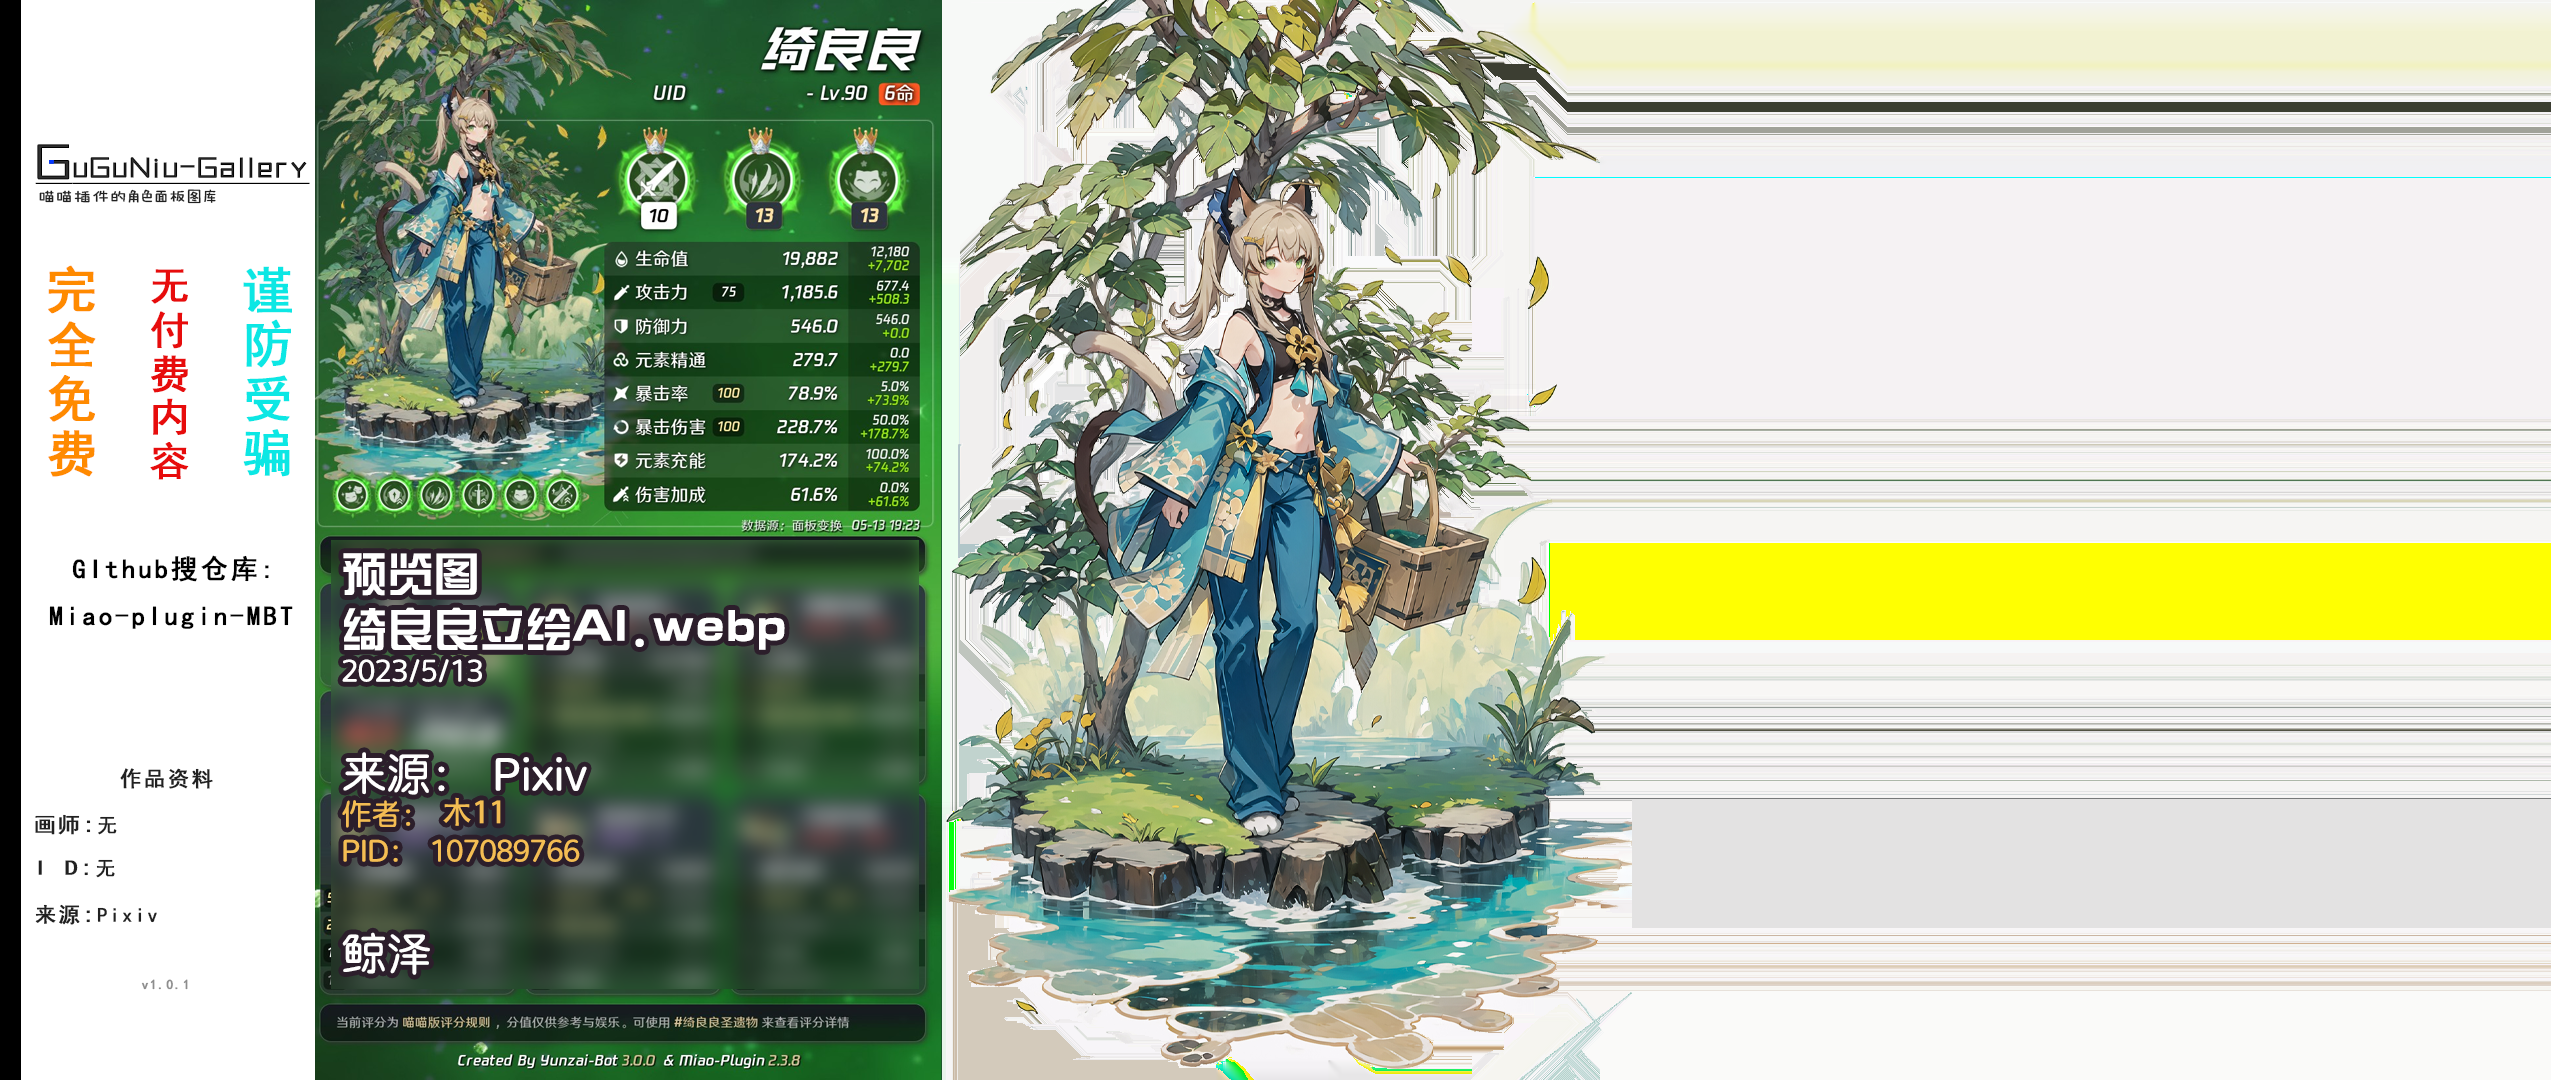 GuGuNiu-Gallery
喵喵插件的角色面板图库
完全免费
无付费内容
谨防受骗
GIthub搜仓库:
Miao-plugin-MBT
作品资料
画师:无
I D:无
来源:Pixiv
v1.0.1
绮良良
UID - Lv.90 6命
10 13 13
生命值 19,882 12,180 +7,702
攻击力 75 1,185.6 677.4 +508.3
防御力 546.0 546.0 +0.0
元素精通 279.7 0.0 +279.7
暴击率 100 78.9% 5.0% +73.9%
暴击伤害 100 228.7% 50.0% +178.7%
元素充能 174.2% 100.0% +74.2%
伤害加成 61.6% 0.0% +61.6%
数据源：面板变换 05-13 19:23
预览图
绮良良立绘AI.webp
2023/5/13
来源： Pixiv
作者： 木11
PID： 107089766
鲸泽
当前评分为 喵喵版评分规则 ，分值仅供参考与娱乐。可使用 #绮良良圣遗物 来查看评分详情
Created By Yunzai-Bot 3.0.0 & Miao-Plugin 2.3.8